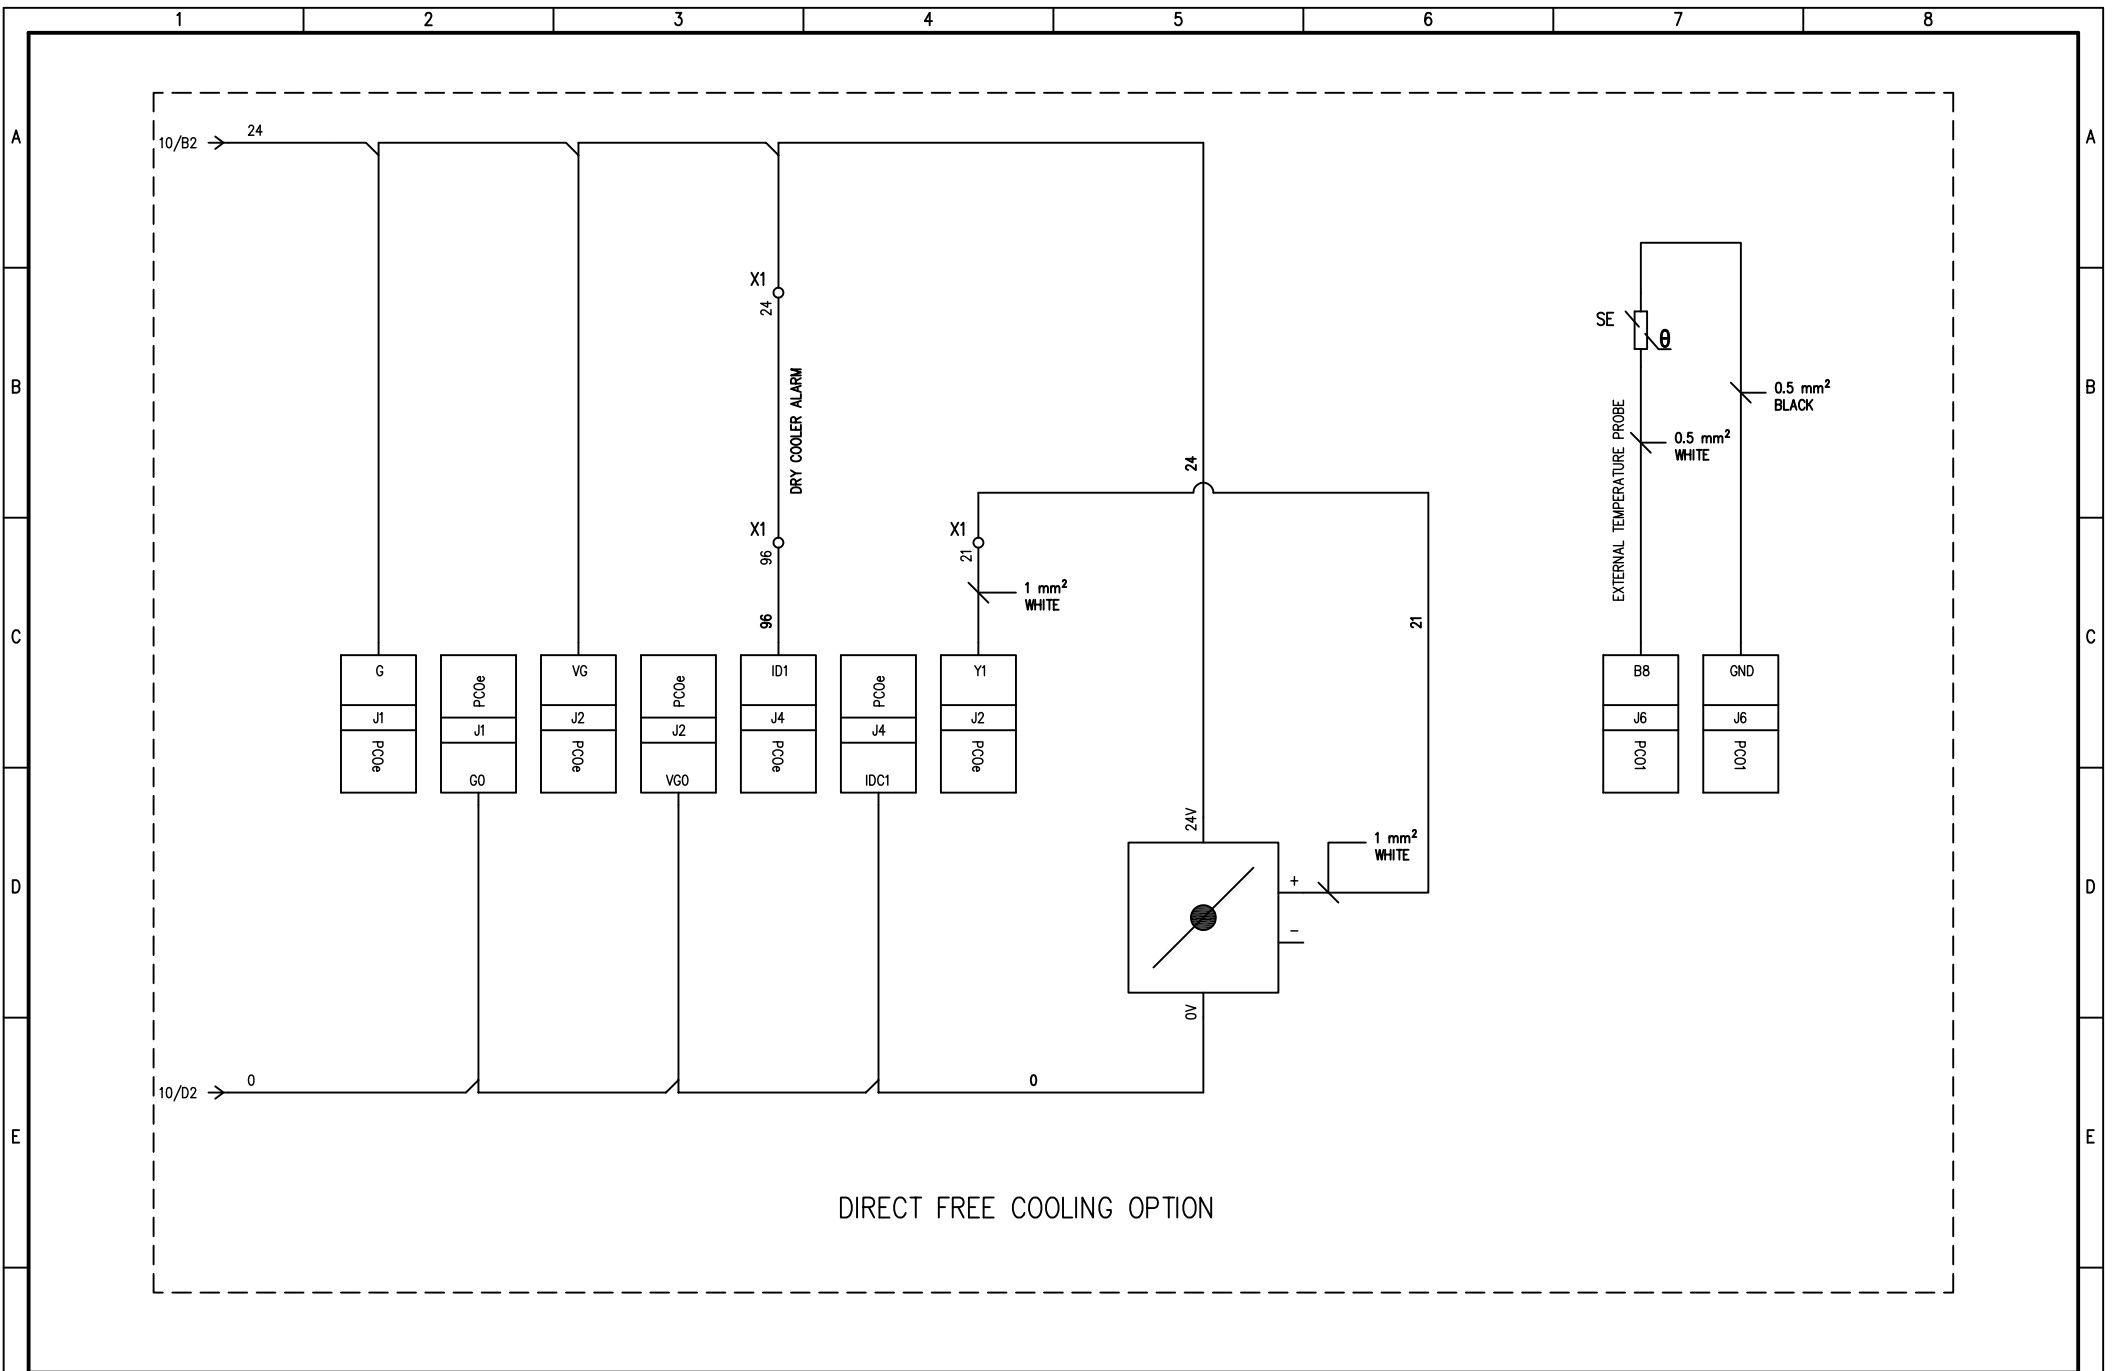 1 2 3 4 5 6 7 8
A A
10/B2 24
X1
24
SE θ
B B
DRY COOLER ALARM
EXTERNAL TEMPERATURE PROBE
0.5 mm²
BLACK
0.5 mm²
WHITE
24
X1
96
X1
21
1 mm²
WHITE
96
21
C C
G
J1
PCOe
PCOe
J1
G0
VG
J2
PCOe
PCOe
J2
VG0
ID1
J4
PCOe
PCOe
J4
IDC1
Y1
J2
PCOe
B8
J6
PCO1
GND
J6
PCO1
24V
1 mm²
WHITE
+
D D
-
0V
10/D2 0 0
E E
DIRECT FREE COOLING OPTION